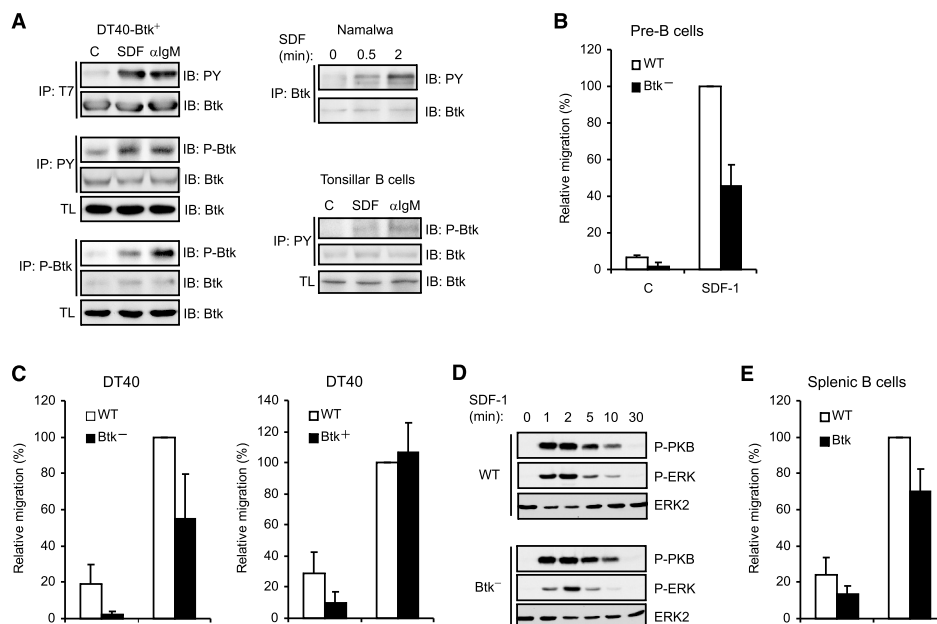 A
DT40-Btk+
C SDF αIgM
IP: T7
IB: PY
IB: Btk
IP: PY
IB: P-Btk
IB: Btk
TL
IB: Btk
IP: P-Btk
IB: P-Btk
IB: Btk
TL
IB: Btk
Namalwa
SDF
(min): 0 0.5 2
IP: Btk
IB: PY
IB: Btk
Tonsillar B cells
C SDF αIgM
IP: PY
IB: P-Btk
IB: Btk
TL
IB: Btk
B
Pre-B cells
WT
Btk−
Relative migration (%)
120
100
80
60
40
20
0
C SDF-1
C
DT40
WT
Btk−
Relative migration (%)
120
100
80
60
40
20
0
DT40
WT
Btk+
Relative migration (%)
140
120
100
80
60
40
20
0
D
SDF-1
(min): 0 1 2 5 10 30
WT
P-PKB
P-ERK
ERK2
Btk−
P-PKB
P-ERK
ERK2
E
Splenic B cells
WT
Btk
Relative migration (%)
120
100
80
60
40
20
0